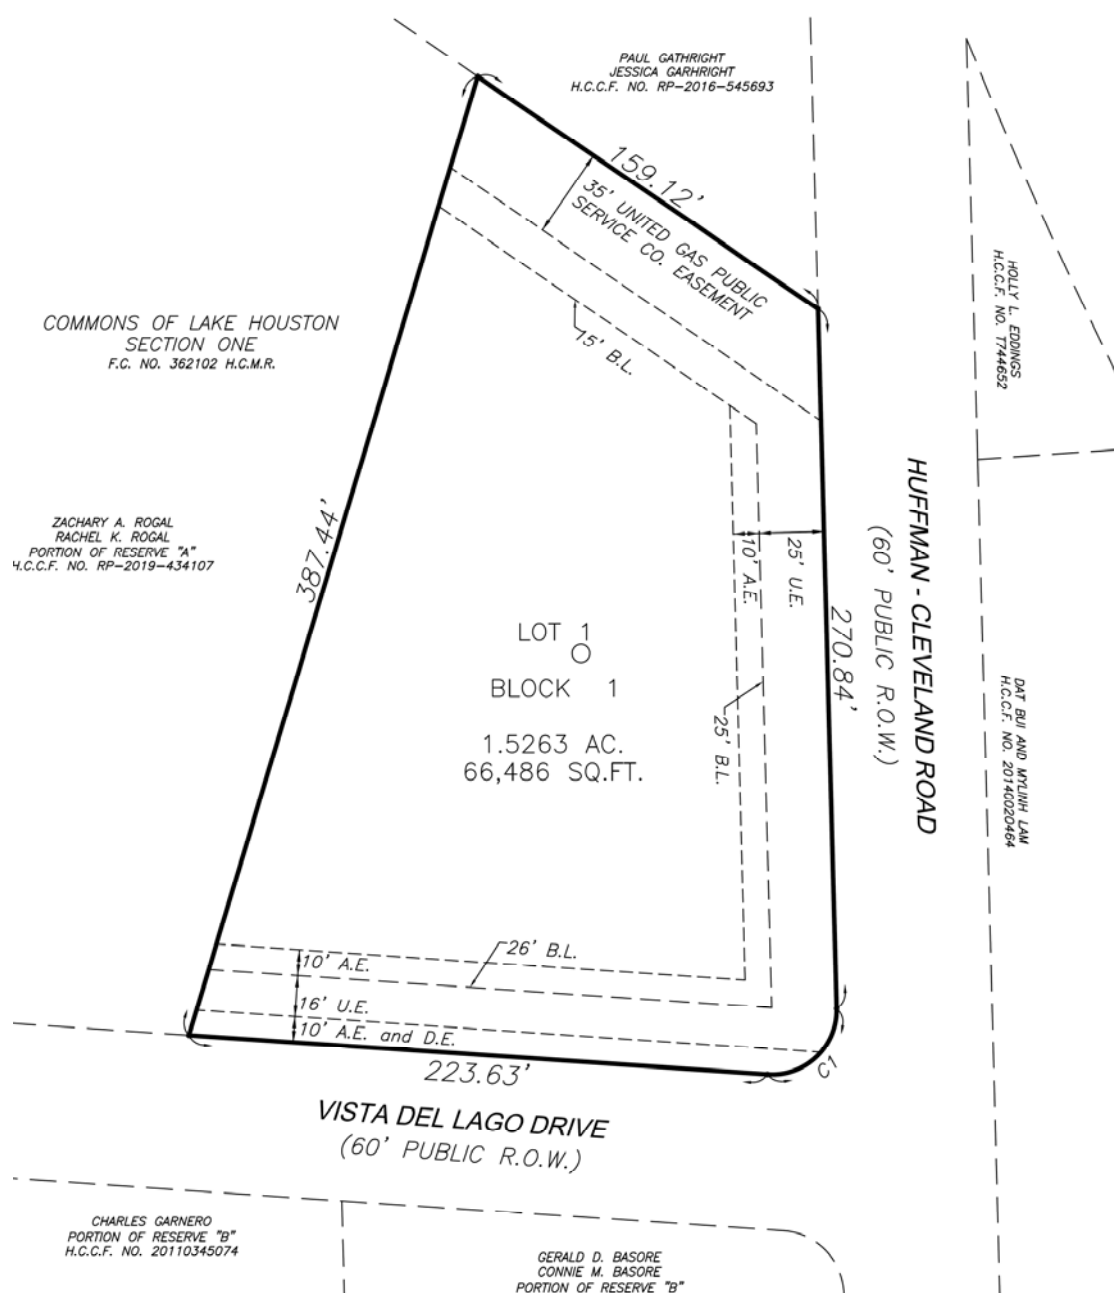 PAUL GATHRIGHT
JESSICA GARHRIGHT
H.C.C.F. NO. RP-2016-545693
159.12'
35' UNITED GAS PUBLIC
SERVICE CO. EASEMENT
15' B.L.
HOLLY L. EDDINGS
H.C.C.F. NO. T744652
COMMONS OF LAKE HOUSTON
SECTION ONE
F.C. NO. 362102 H.C.M.R.
ZACHARY A. ROGAL
RACHEL K. ROGAL
PORTION OF RESERVE "A"
H.C.C.F. NO. RP-2019-434107
387.44'
10' A.E.
25' U.E.
270.84'
HUFFMAN - CLEVELAND ROAD
(60' PUBLIC R.O.W.)
LOT 1
BLOCK 1
1.5263 AC.
66,486 SQ.FT.
25' B.L.
DAT BUI AND MYLINH LAM
H.C.C.F. NO. 20140020464
26' B.L.
10' A.E.
16' U.E.
10' A.E. and D.E.
C1
223.63'
VISTA DEL LAGO DRIVE
(60' PUBLIC R.O.W.)
CHARLES GARNERO
PORTION OF RESERVE "B"
H.C.C.F. NO. 20110345074
GERALD D. BASORE
CONNIE M. BASORE
PORTION OF RESERVE "B"